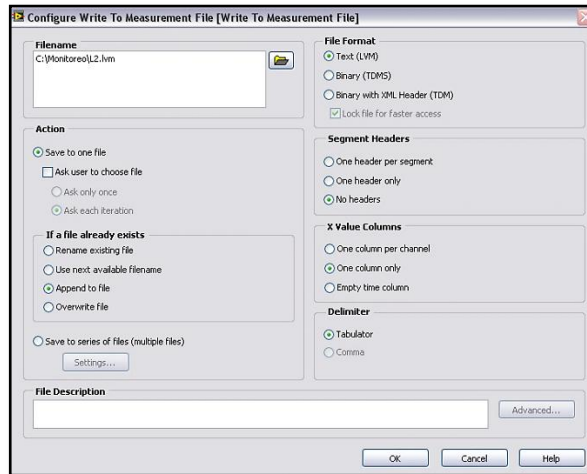 Configure Write To Measurement File [Write To Measurement File]
Filename
C:\Monitoreo\L2.lvm
Action
Save to one file
Ask user to choose file
Ask only once
Ask each iteration
If a file already exists
Rename existing file
Use next available filename
Append to file
Overwrite file
Save to series of files (multiple files)
Settings...
File Format
Text (LVM)
Binary (TDMS)
Binary with XML Header (TDM)
Lock file for faster access
Segment Headers
One header per segment
One header only
No headers
X Value Columns
One column per channel
One column only
Empty time column
Delimiter
Tabulator
Comma
File Description
Advanced...
OK
Cancel
Help